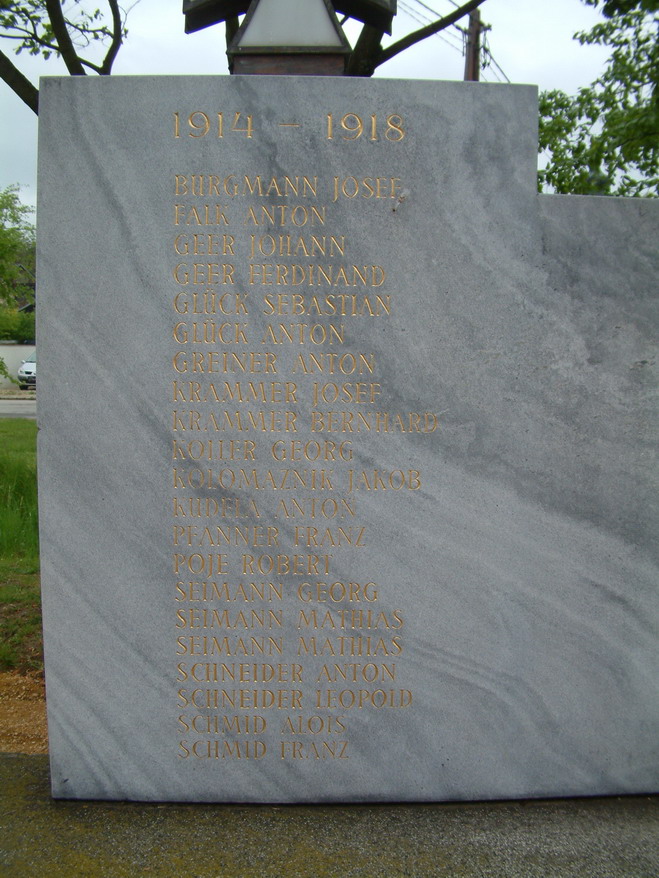 1914 – 1918
BURGMANN JOSEF
FALK ANTON
GEER JOHANN
GEER FERDINAND
GLÜCK SEBASTIAN
GLÜCK ANTON
GREINER ANTON
KRAMMER JOSEF
KRAMMER BERNHARD
KOLLER GEORG
KOLOMAZNIK JAKOB
KUDELA ANTON
PFANNER FRANZ
POJE ROBERT
SEIMANN GEORG
SEIMANN MATHIAS
SEIMANN MATHIAS
SCHNEIDER ANTON
SCHNEIDER LEOPOLD
SCHMID ALOIS
SCHMID FRANZ